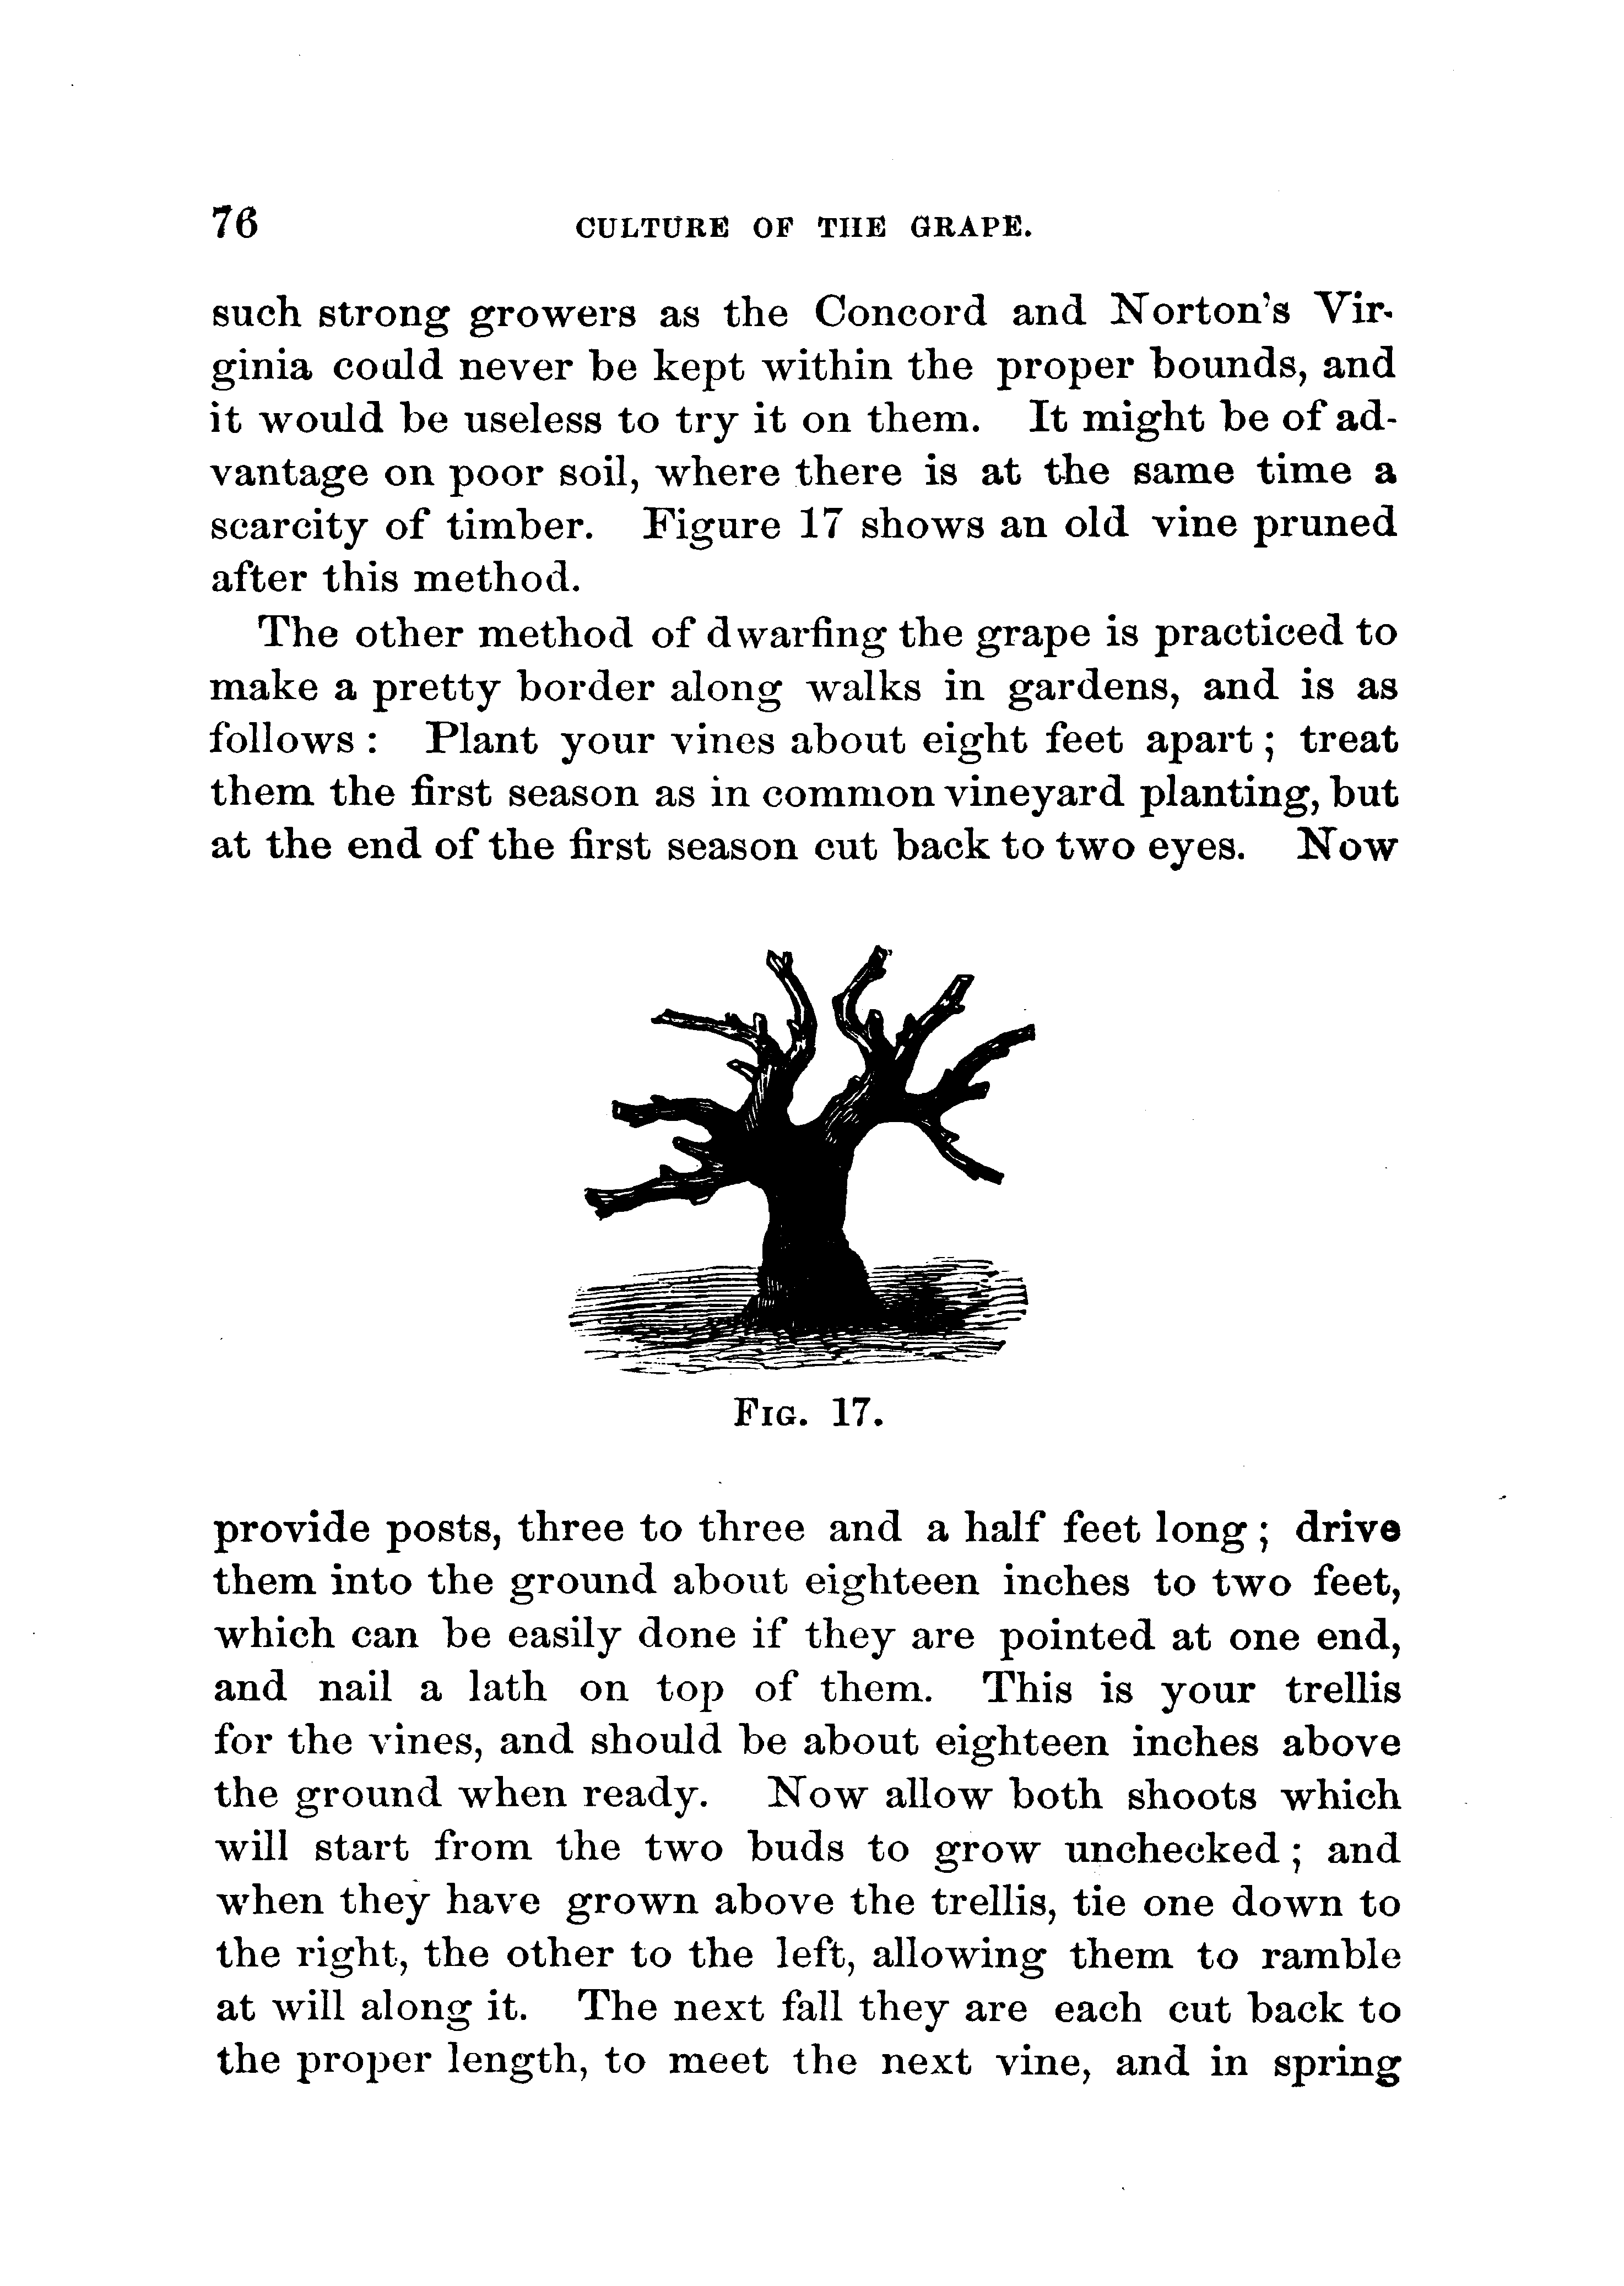 76 CULTURE OF THE GRAPE.
such strong growers as the Concord and Norton's Vir-
ginia could never be kept within the proper bounds, and
it would be useless to try it on them. It might be of ad-
vantage on poor soil, where there is at the same time a
scarcity of timber. Figure 17 shows an old vine pruned
after this method.
The other method of dwarfing the grape is practiced to
make a pretty border along walks in gardens, and is as
follows : Plant your vines about eight feet apart ; treat
them the first season as in common vineyard planting, but
at the end of the first season cut back to two eyes. Now
FIG. 17.
provide posts, three to three and a half feet long ; drive
them into the ground about eighteen inches to two feet,
which can be easily done if they are pointed at one end,
and nail a lath on top of them. This is your trellis
for the vines, and should be about eighteen inches above
the ground when ready. Now allow both shoots which
will start from the two buds to grow unchecked ; and
when they have grown above the trellis, tie one down to
the right, the other to the left, allowing them to ramble
at will along it. The next fall they are each cut back to
the proper length, to meet the next vine, and in spring